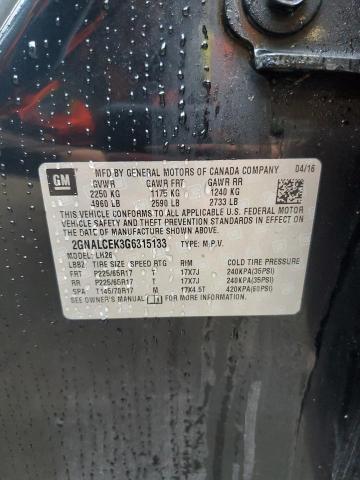 GM
MFD BY GENERAL MOTORS OF CANADA COMPANY 04/16
GVWR GAWR FRT GAWR RR
2250 KG 1175 KG 1240 KG
4960 LB 2590 LB 2733 LB
THIS VEHICLE CONFORMS TO ALL APPLICABLE U.S. FEDERAL
MOTOR VEHICLE SAFETY AND THEFT PREVENTION STANDARDS IN EFFECT
ON THE DATE OF MANUFACTURE SHOWN ABOVE.
2GNALCEK3G6315133 TYPE: M.P.V.
MODEL: LH26
TIRE SIZE SPEED RTG RIM COLD TIRE PRESSURE
FRT P225/65R17 T 17X7J 240KPA(35PSI)
RR P225/65R17 T 17X7J 240KPA(35PSI)
SPA T145/70R17 M 17X4.5T 420KPA(60PSI)
SEE OWNER'S MANUAL FOR ADDITIONAL INFORMATION.